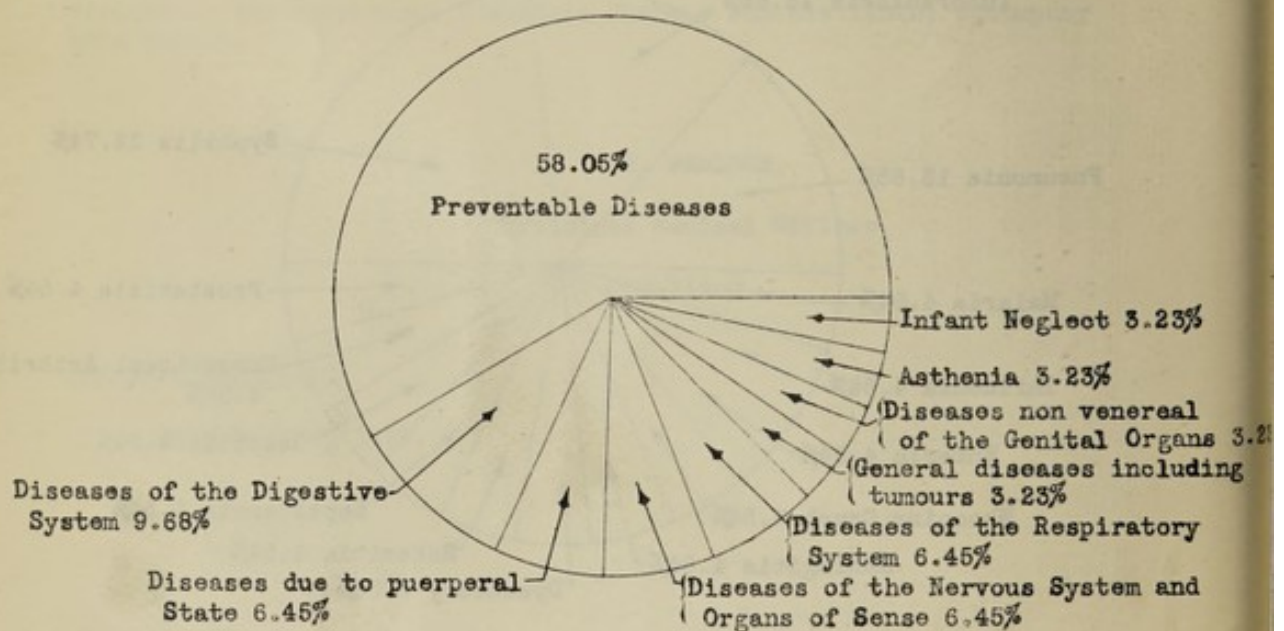 58.05%
Preventable Diseases
Infant Neglect 3.23%
Asthenia 3.23%
Diseases non venereal
of the Genital Organs 3.2
General diseases including
tumours 3.23%
Diseases of the Digestive
System 9.68%
Diseases of the Respiratory
System 6.45%
Diseases due to puerperal
State 6.45%
Diseases of the Nervous System and
Organs of Sense 6.45%